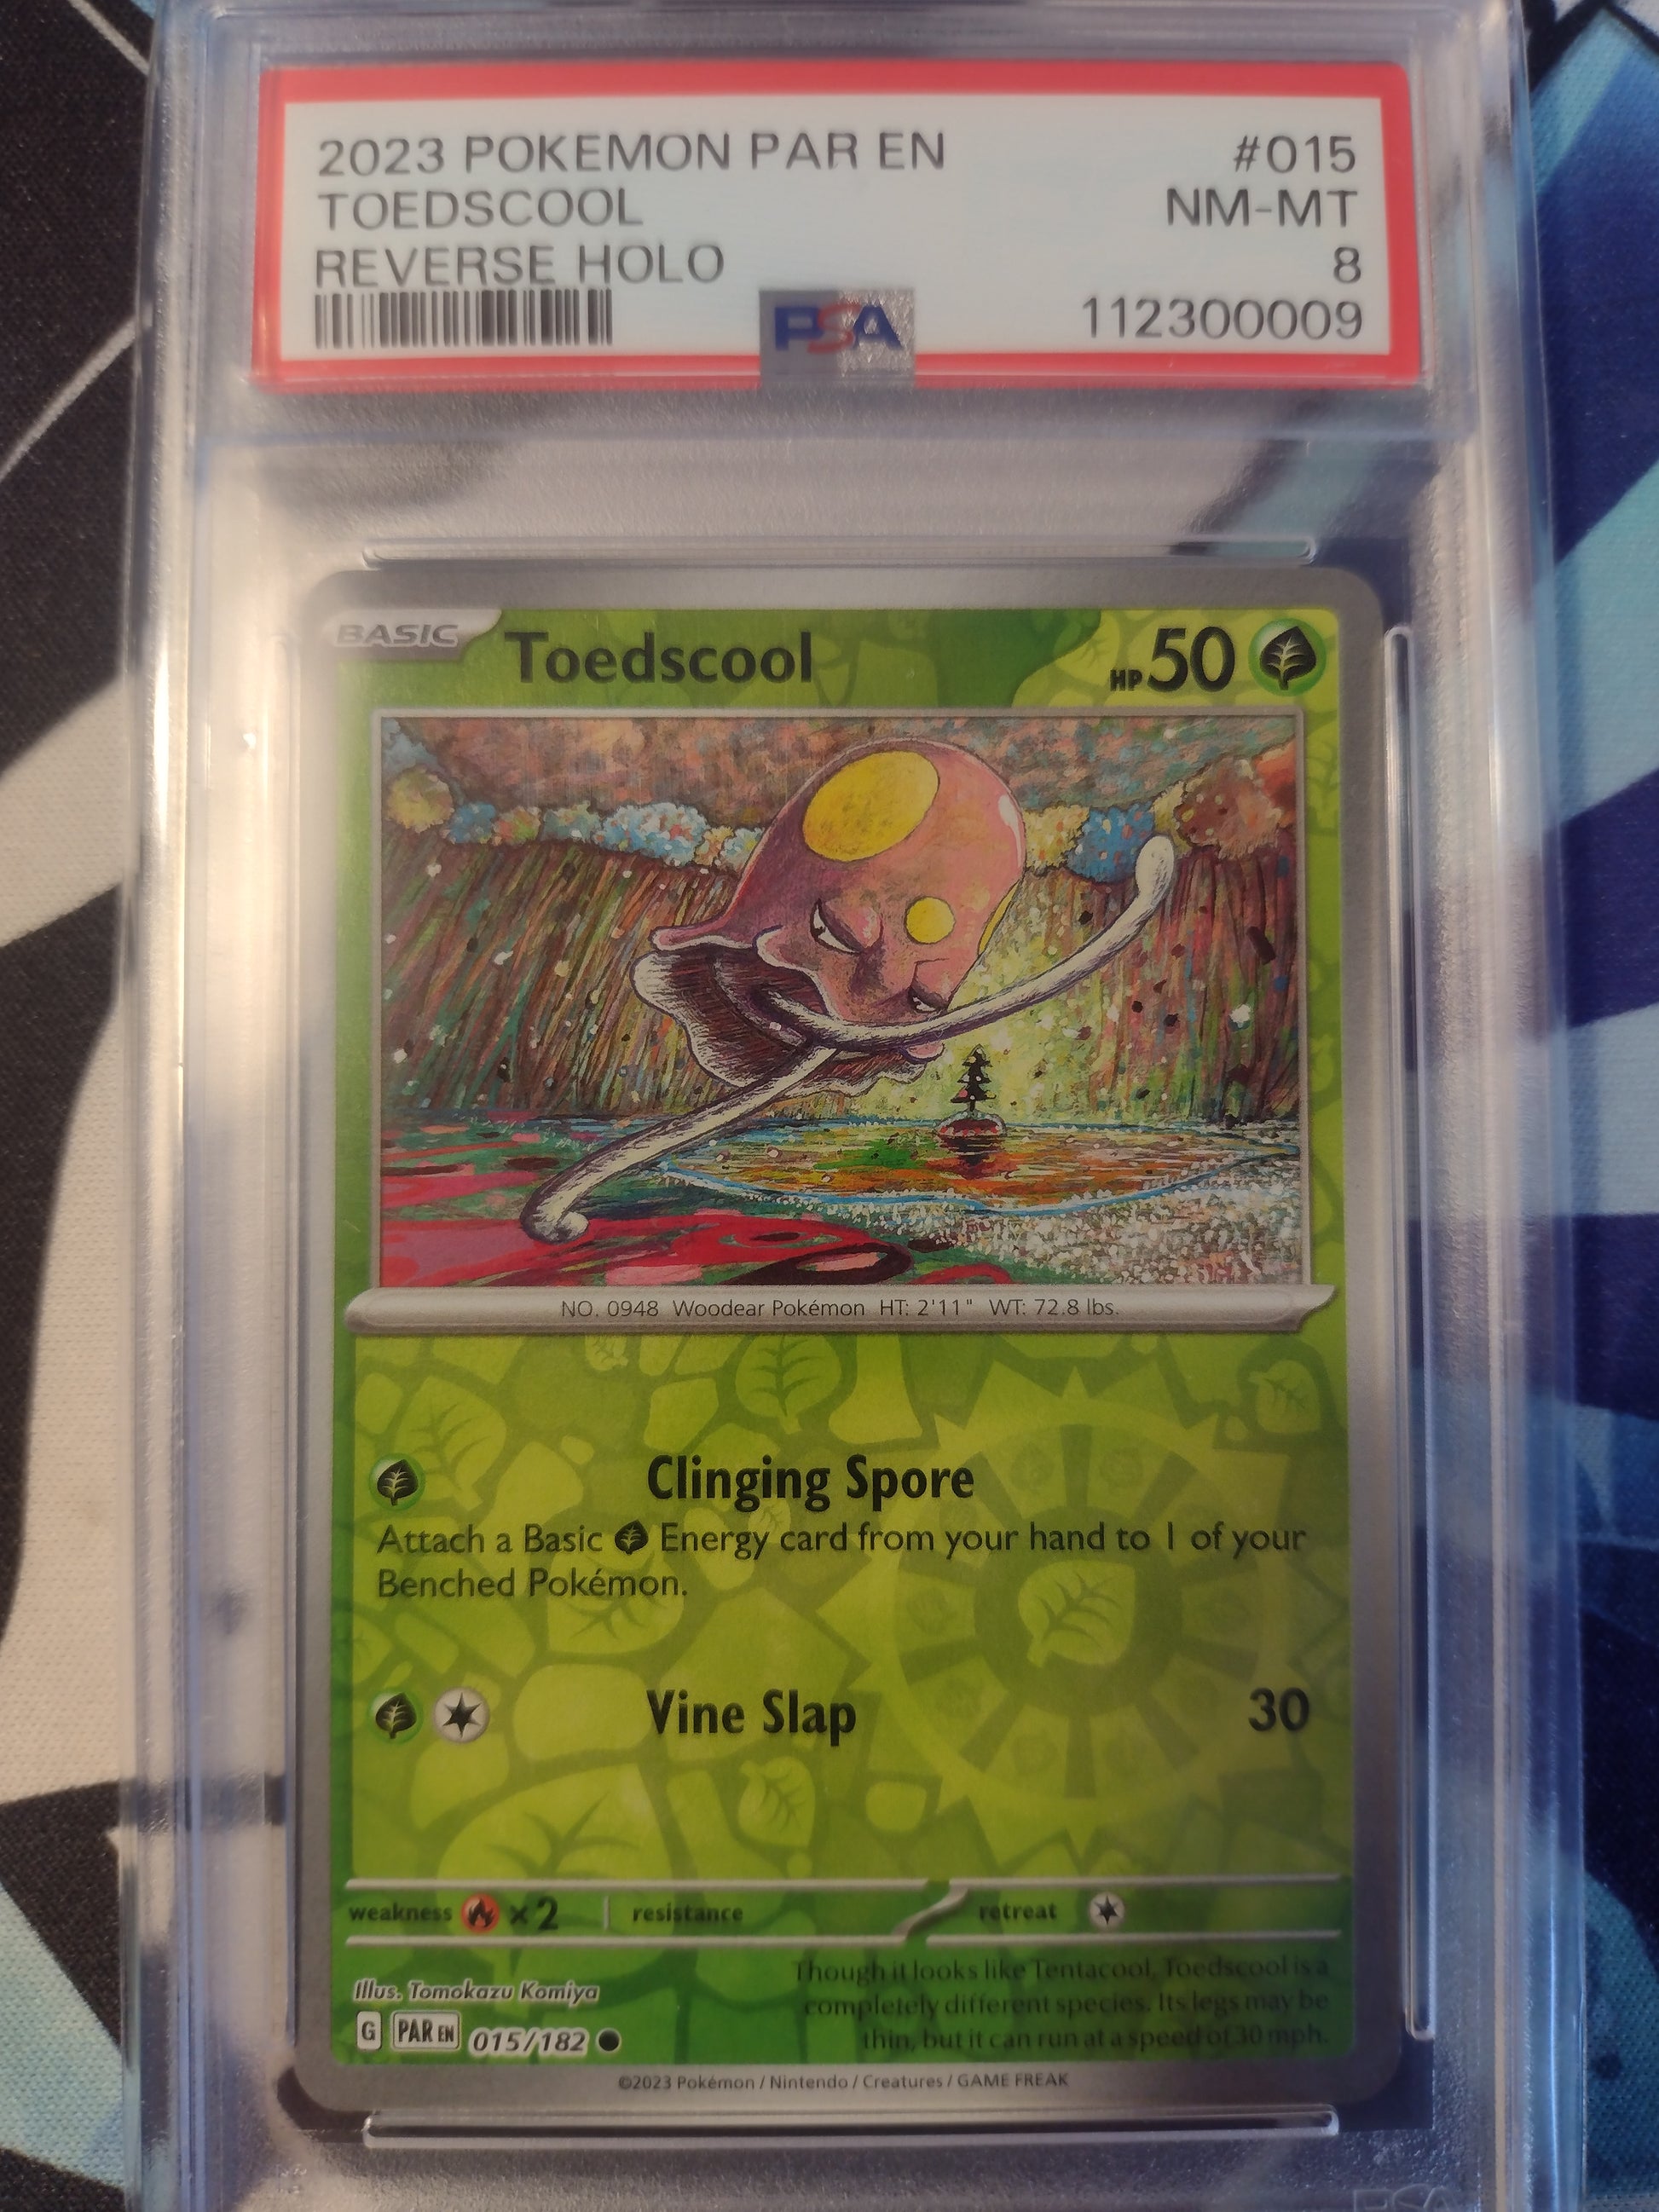 2023 POKEMON PAR EN #015
TOEDSCOOL NM-MT
REVERSE HOLO 8
PSA 112300009
BASIC Toedscool HP 50
NO. 0948 Woodear Pokémon HT: 2'11" WT: 72.8 lbs.
Clinging Spore
Attach a Basic Energy card from your hand to 1 of your
Benched Pokémon.
Vine Slap 30
weakness ×2 resistance retreat
Though it looks like Tentacool, Toedscool is a
completely different species. Its legs may be
thin, but it can run at a speed of 30 mph.
Illus. Tomokazu Komiya
G PAR EN 015/182
©2023 Pokémon / Nintendo / Creatures / GAME FREAK
PSA